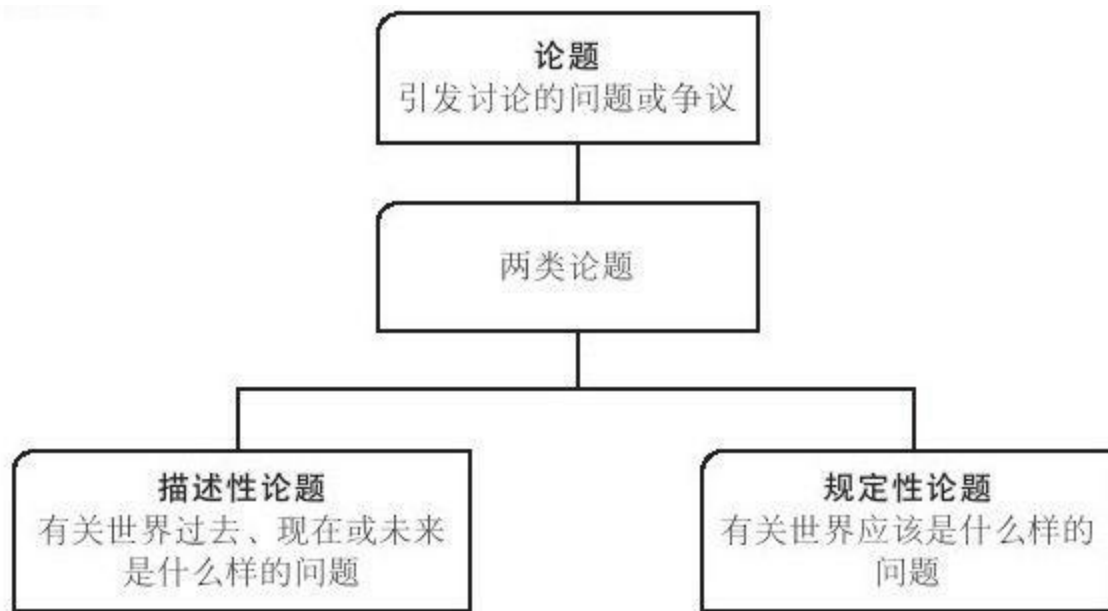 论题
引发讨论的问题或争议
两类论题
描述性论题
有关世界过去、现在或未来
是什么样的问题
规定性论题
有关世界应该是什么样的
问题